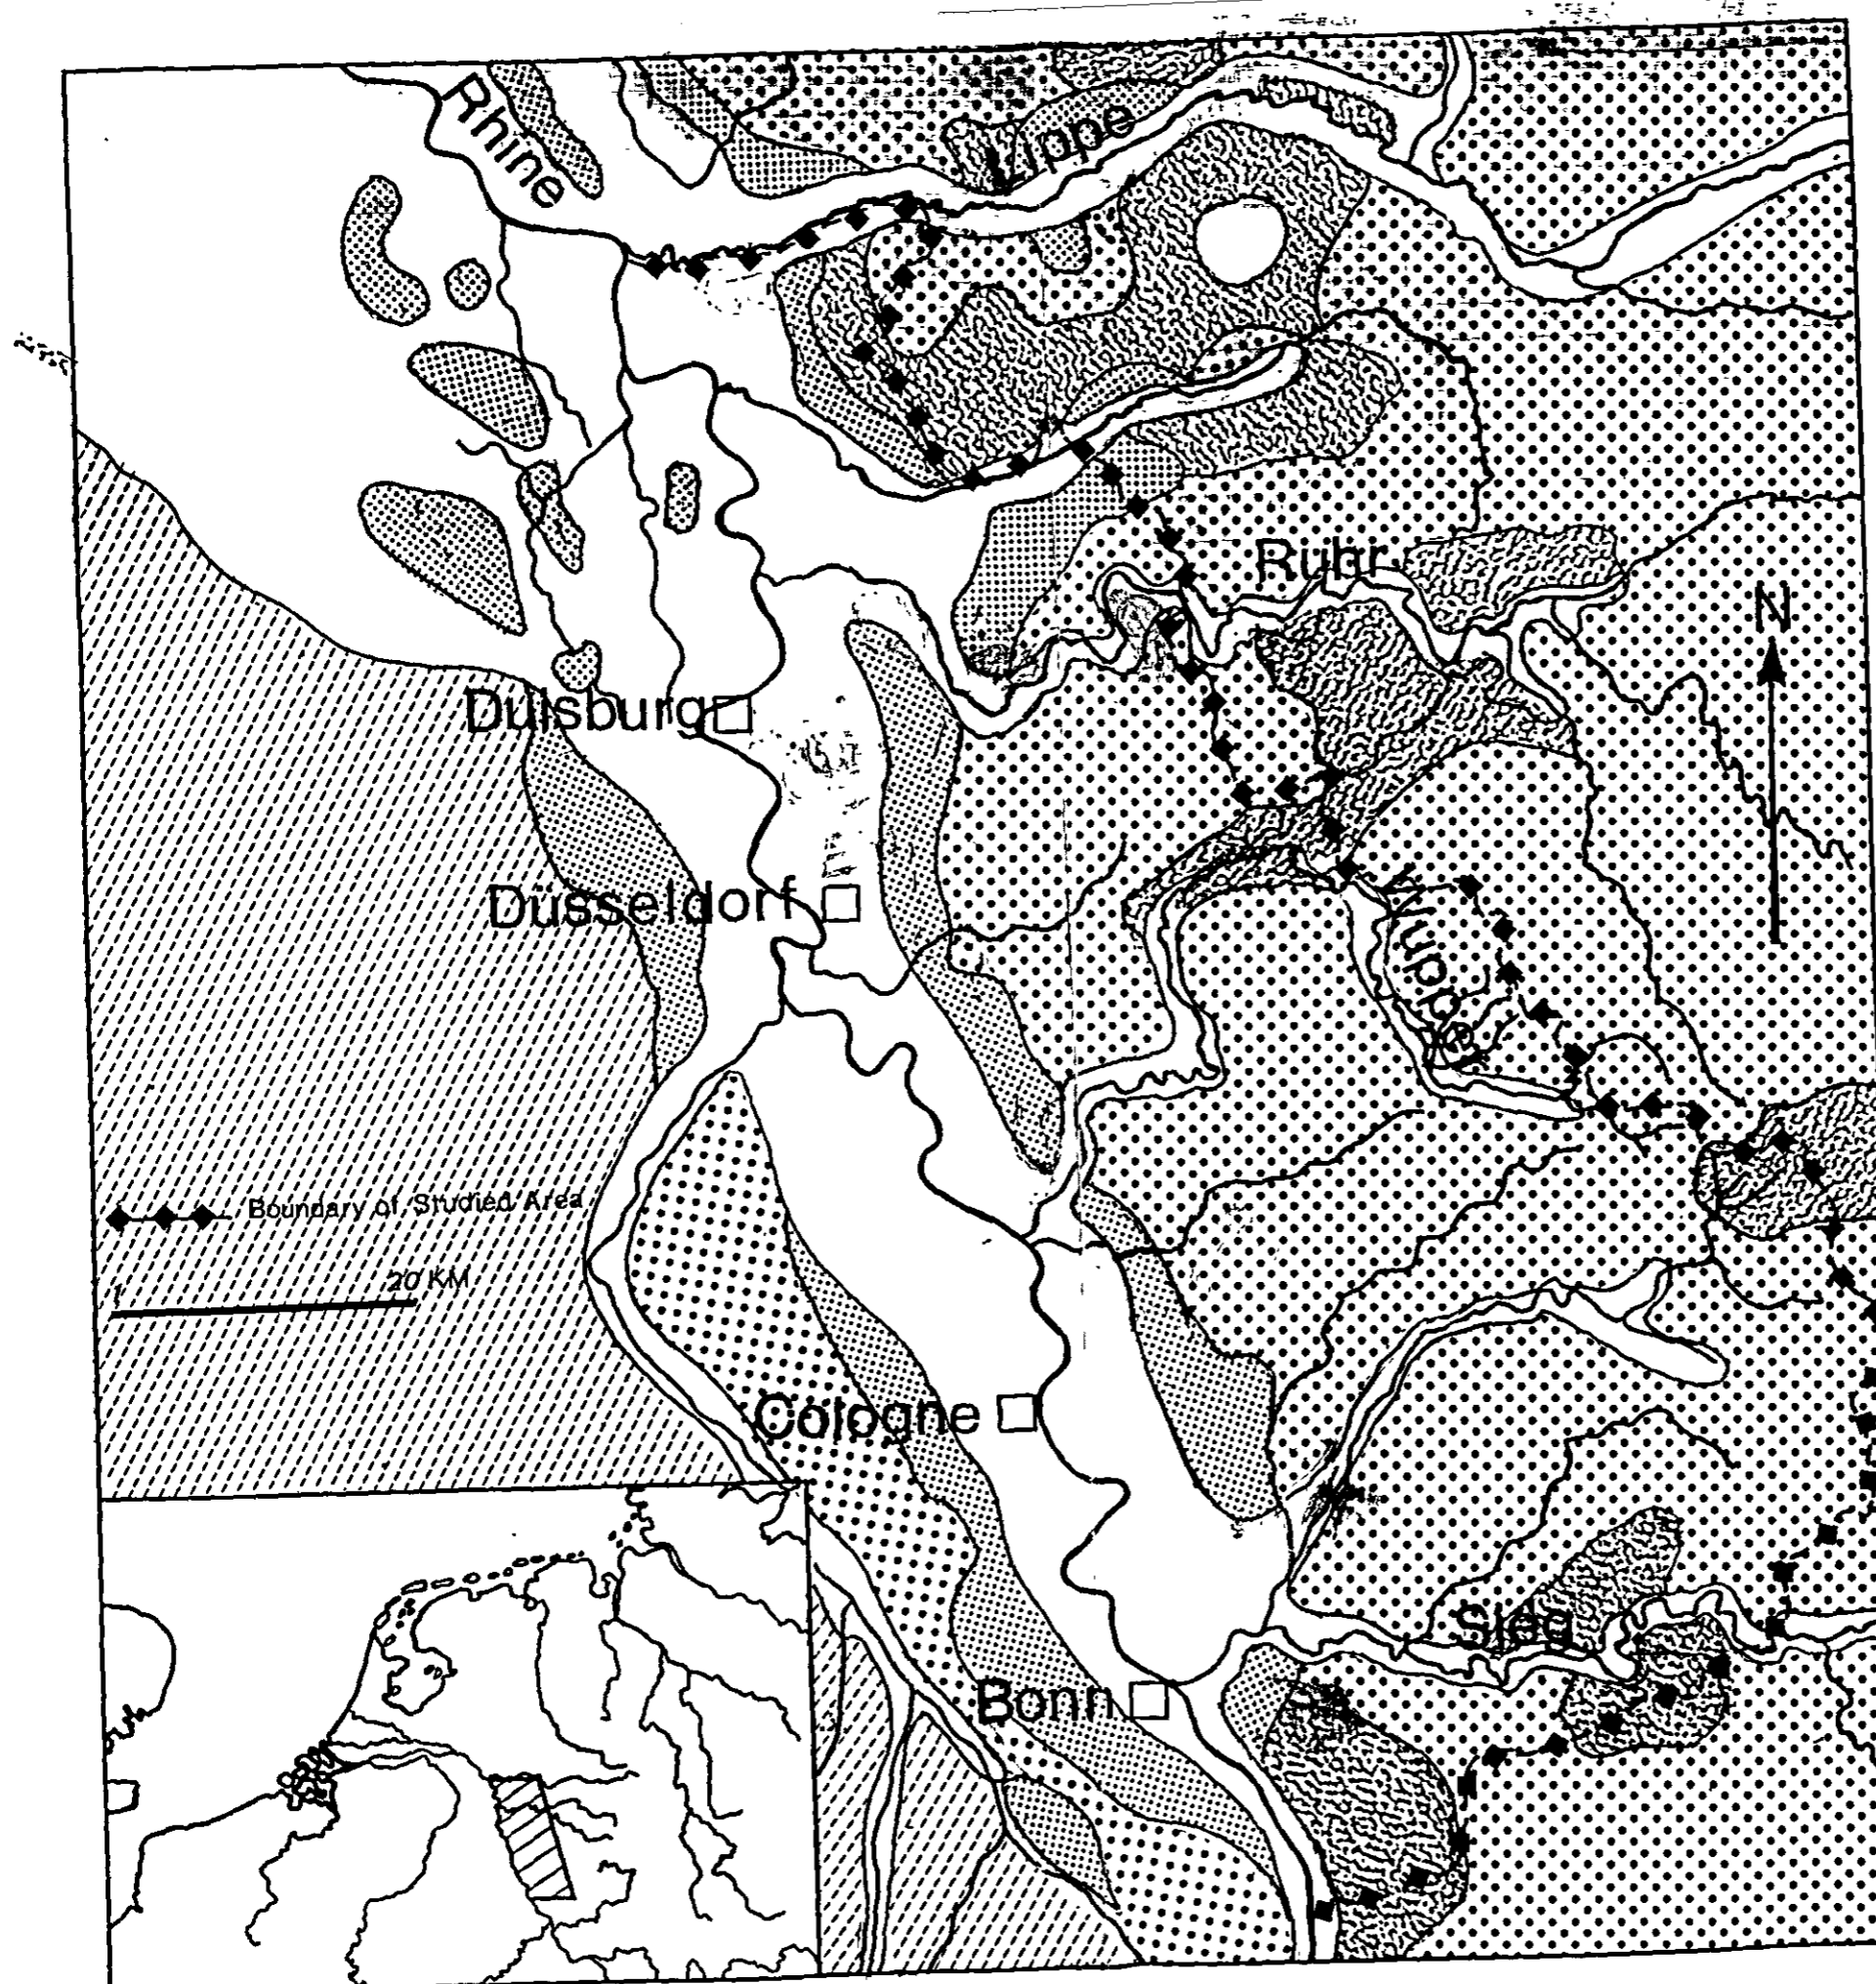 Rhine
Lippe
Ruhr
N
Duisburg
Düsseldorf
Wupper
Boundary of Studied Area
20 KM
Cologne
Sieg
Bonn